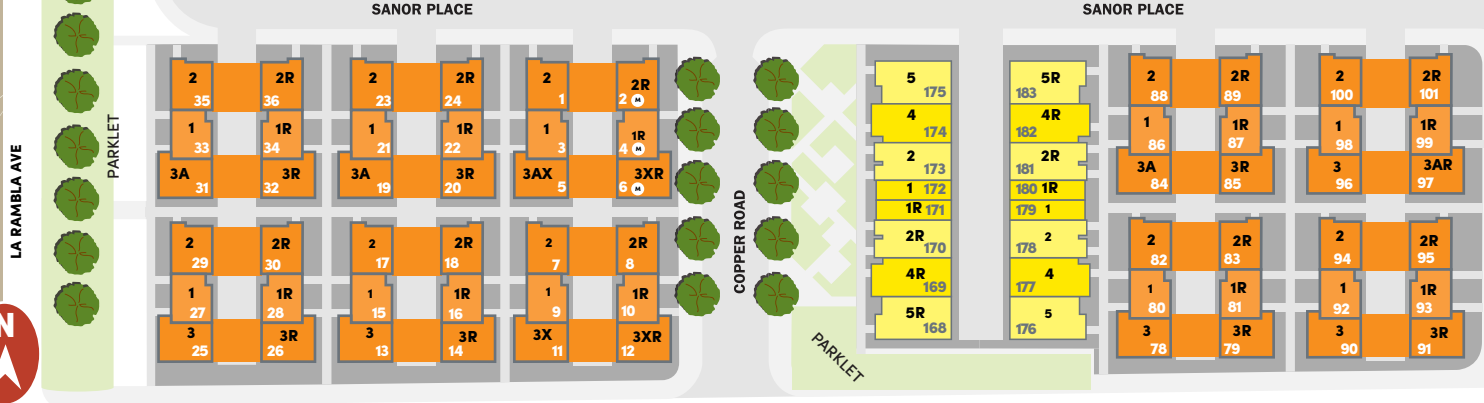 SANOR PLACE
SANOR PLACE
LA RAMBLA AVE
PARKLET
COPPER ROAD
PARKLET
N
2 35
2R 36
1 33
1R 34
3A 31
3R 32
2 23
2R 24
1 21
1R 22
3A 19
3R 20
2 1
2R 2 M
1 3
1R 4 M
3AX 5
3XR 6 M
2 29
2R 30
1 27
1R 28
3 25
3R 26
2 17
2R 18
1 15
1R 16
3 13
3R 14
2 7
2R 8
1 9
1R 10
3X 11
3XR 12
5 175
4 174
2 173
1 172
1R 171
2R 170
4R 169
5R 168
5R 183
4R 182
2R 181
180 1R
179 1
2 178
4 177
5 176
2 88
2R 89
1 86
1R 87
3A 84
3R 85
2 100
2R 101
1 98
1R 99
3 96
3AR 97
2 82
2R 83
1 80
1R 81
3 78
3R 79
2 94
2R 95
1 92
1R 93
3 90
3R 91